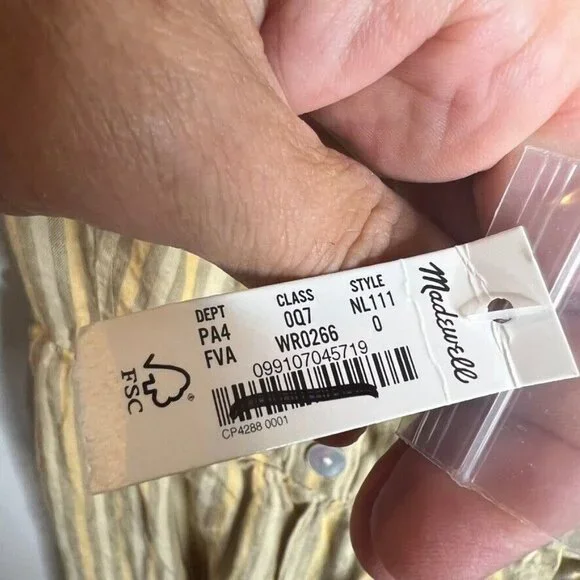 DEPT CLASS STYLE
PA4 0Q7 NL111
FVA WR0266 0
099107045719
CP4288 0001
FSC
®
Madewell